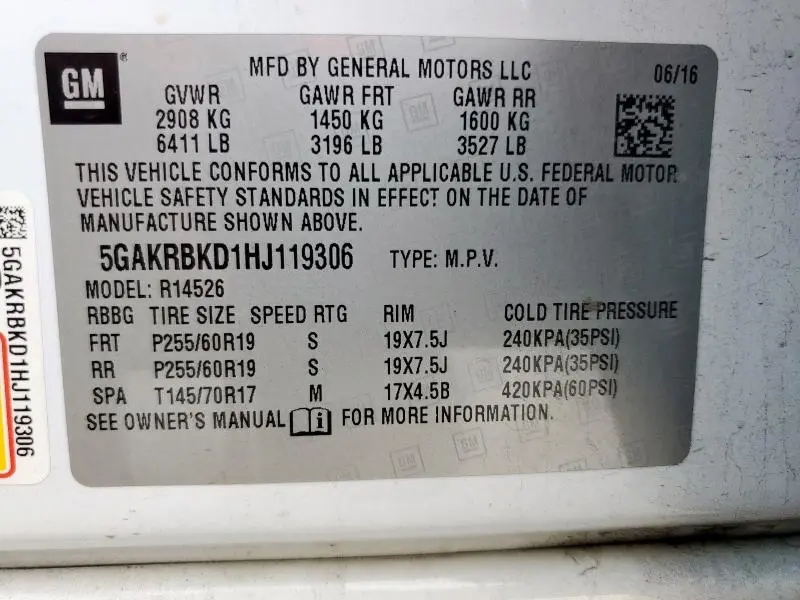 GM
MFD BY GENERAL MOTORS LLC 06/16
GVWR GAWR FRT GAWR RR
2908 KG 1450 KG 1600 KG
6411 LB 3196 LB 3527 LB
THIS VEHICLE CONFORMS TO ALL APPLICABLE U.S. FEDERAL MOTOR
VEHICLE SAFETY STANDARDS IN EFFECT ON THE DATE OF
MANUFACTURE SHOWN ABOVE.
5GAKRBKD1HJ119306 TYPE: M.P.V.
MODEL: R14526
RBBG TIRE SIZE SPEED RTG RIM COLD TIRE PRESSURE
FRT P255/60R19 S 19X7.5J 240KPA(35PSI)
RR P255/60R19 S 19X7.5J 240KPA(35PSI)
SPA T145/70R17 M 17X4.5B 420KPA(60PSI)
SEE OWNER'S MANUAL i FOR MORE INFORMATION.
5GAKRBKD1HJ119306